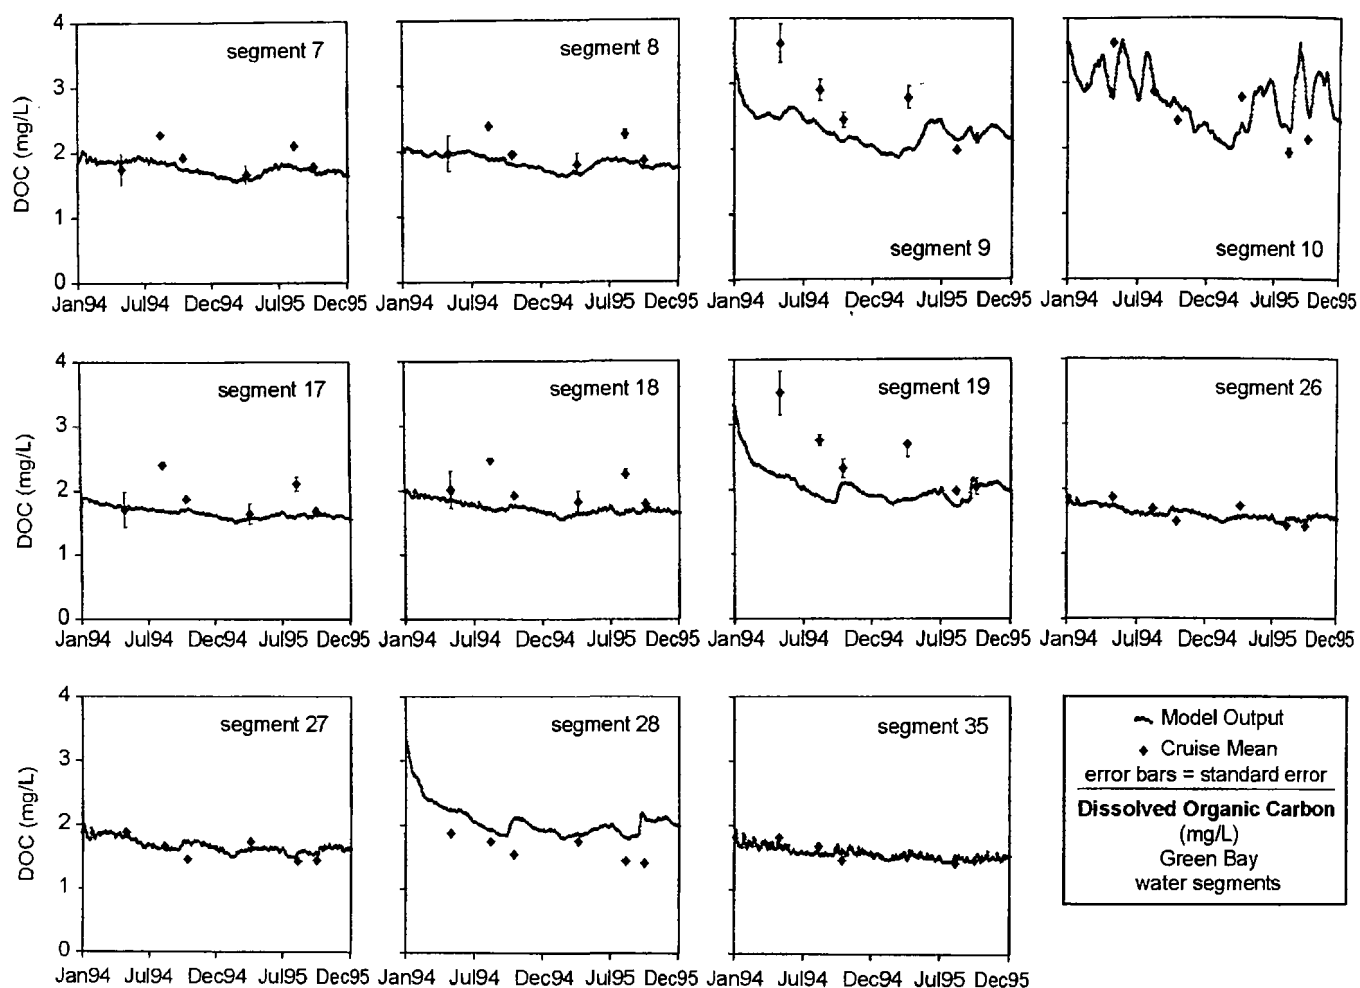 4
3
2
1
0
DOC (mg/L)
segment 7
Jan94 Jul94 Dec94 Jul95 Dec95
segment 8
Jan94 Jul94 Dec94 Jul95 Dec95
segment 9
Jan94 Jul94 Dec94 Jul95 Dec95
segment 10
Jan94 Jul94 Dec94 Jul95 Dec95
4
3
2
1
0
DOC (mg/L)
segment 17
Jan94 Jul94 Dec94 Jul95 Dec95
segment 18
Jan94 Jul94 Dec94 Jul95 Dec95
segment 19
Jan94 Jul94 Dec94 Jul95 Dec95
segment 26
Jan94 Jul94 Dec94 Jul95 Dec95
4
3
2
1
0
DOC (mg/L)
segment 27
Jan94 Jul94 Dec94 Jul95 Dec95
segment 28
Jan94 Jul94 Dec94 Jul95 Dec95
segment 35
Jan94 Jul94 Dec94 Jul95 Dec95
Model Output
Cruise Mean
error bars = standard error
Dissolved Organic Carbon
(mg/L)
Green Bay
water segments